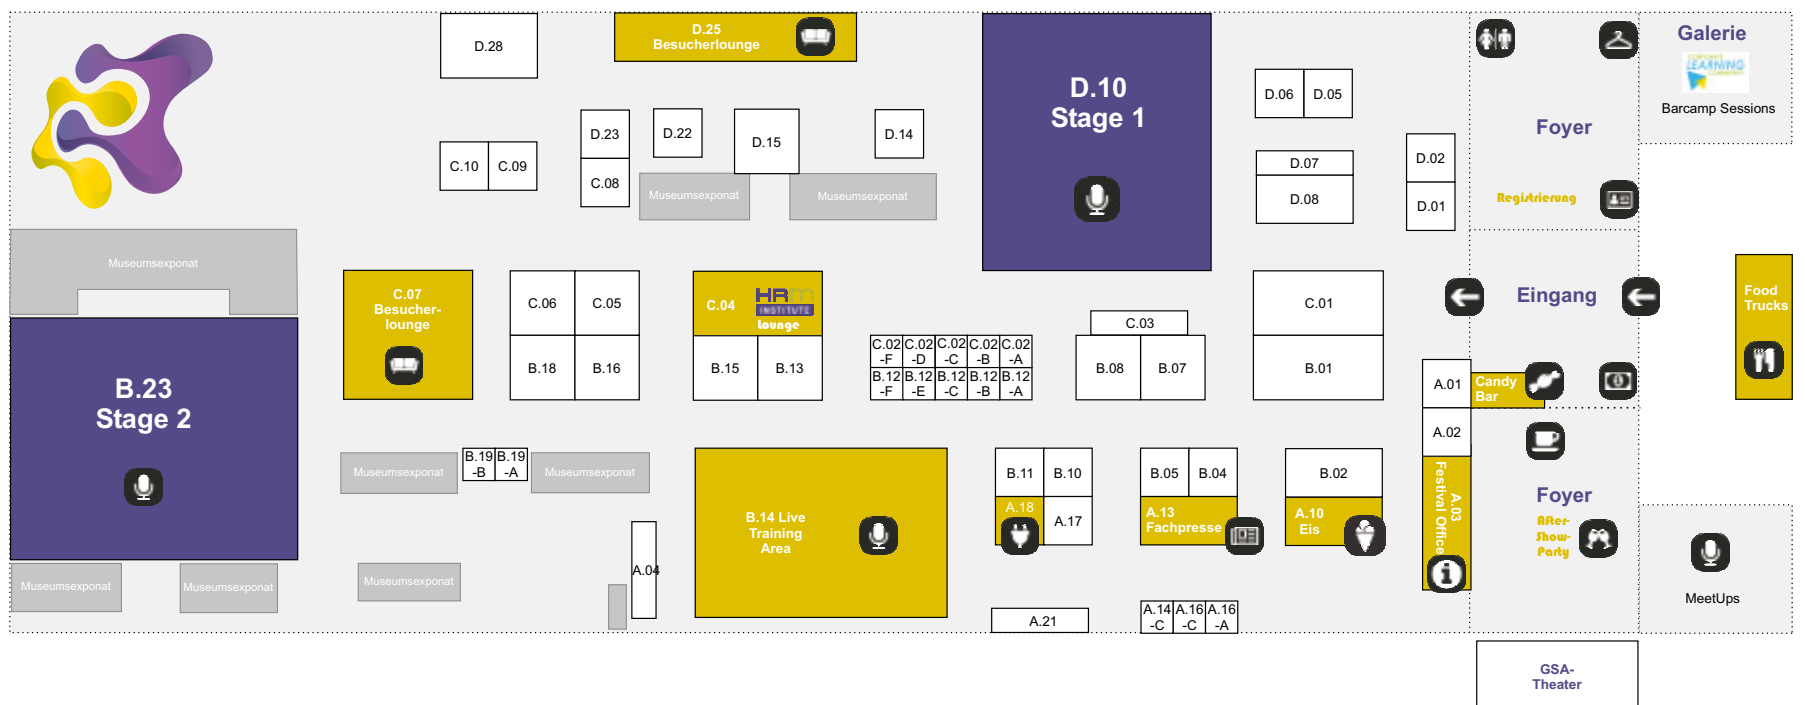 D.28
D.25
Besucherlounge
D.10
Stage 1
D.06
D.05
Galerie
CORPORATE
LEARNING
COMMUNITY
Barcamp Sessions
Foyer
D.23
D.22
D.15
D.14
D.02
C.10
C.09
C.08
D.07
D.08
D.01
Museumsexponat
Museumsexponat
Registrierung
Museumsexponat
C.07
Besucher-
lounge
C.06
C.05
C.04
HRM
INSTITUTE
Lounge
C.03
C.01
Eingang
Food
Trucks
B.18
B.16
B.15
B.13
C.02
-F
C.02
-D
C.02
-C
C.02
-B
C.02
-A
B.12
-F
B.12
-E
B.12
-C
B.12
-B
B.12
-A
B.08
B.07
B.01
A.01
Candy
Bar
A.02
B.23
Stage 2
Museumsexponat
B.19
-B
B.19
-A
Museumsexponat
B.14 Live
Training
Area
B.11
B.10
A.18
A.17
B.05
B.04
A.13
Fachpresse
B.02
A.10
Eis
A.03
Festival Office
Foyer
After-
Show-
Party
Museumsexponat
Museumsexponat
Museumsexponat
A.04
A.21
A.14
-C
A.16
-C
A.16
-A
MeetUps
GSA-
Theater